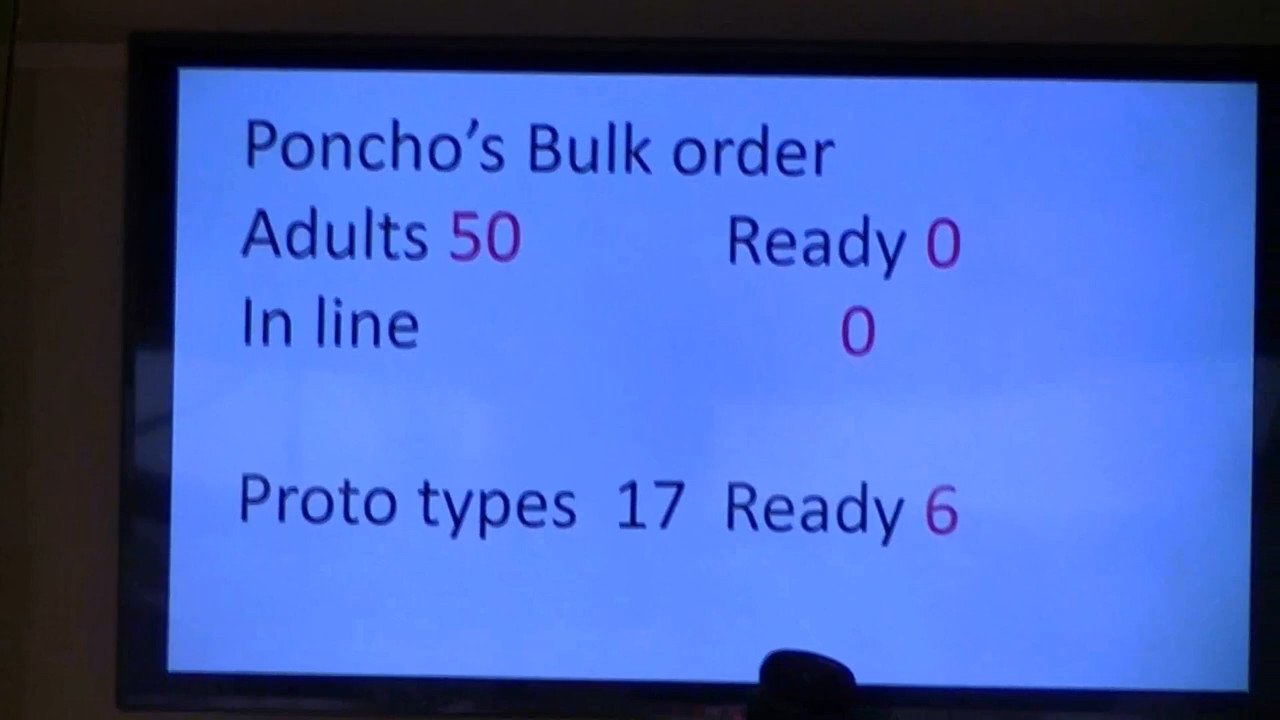 Poncho's Bulk order
Adults 50 Ready 0
In line 0
Proto types 17 Ready 6